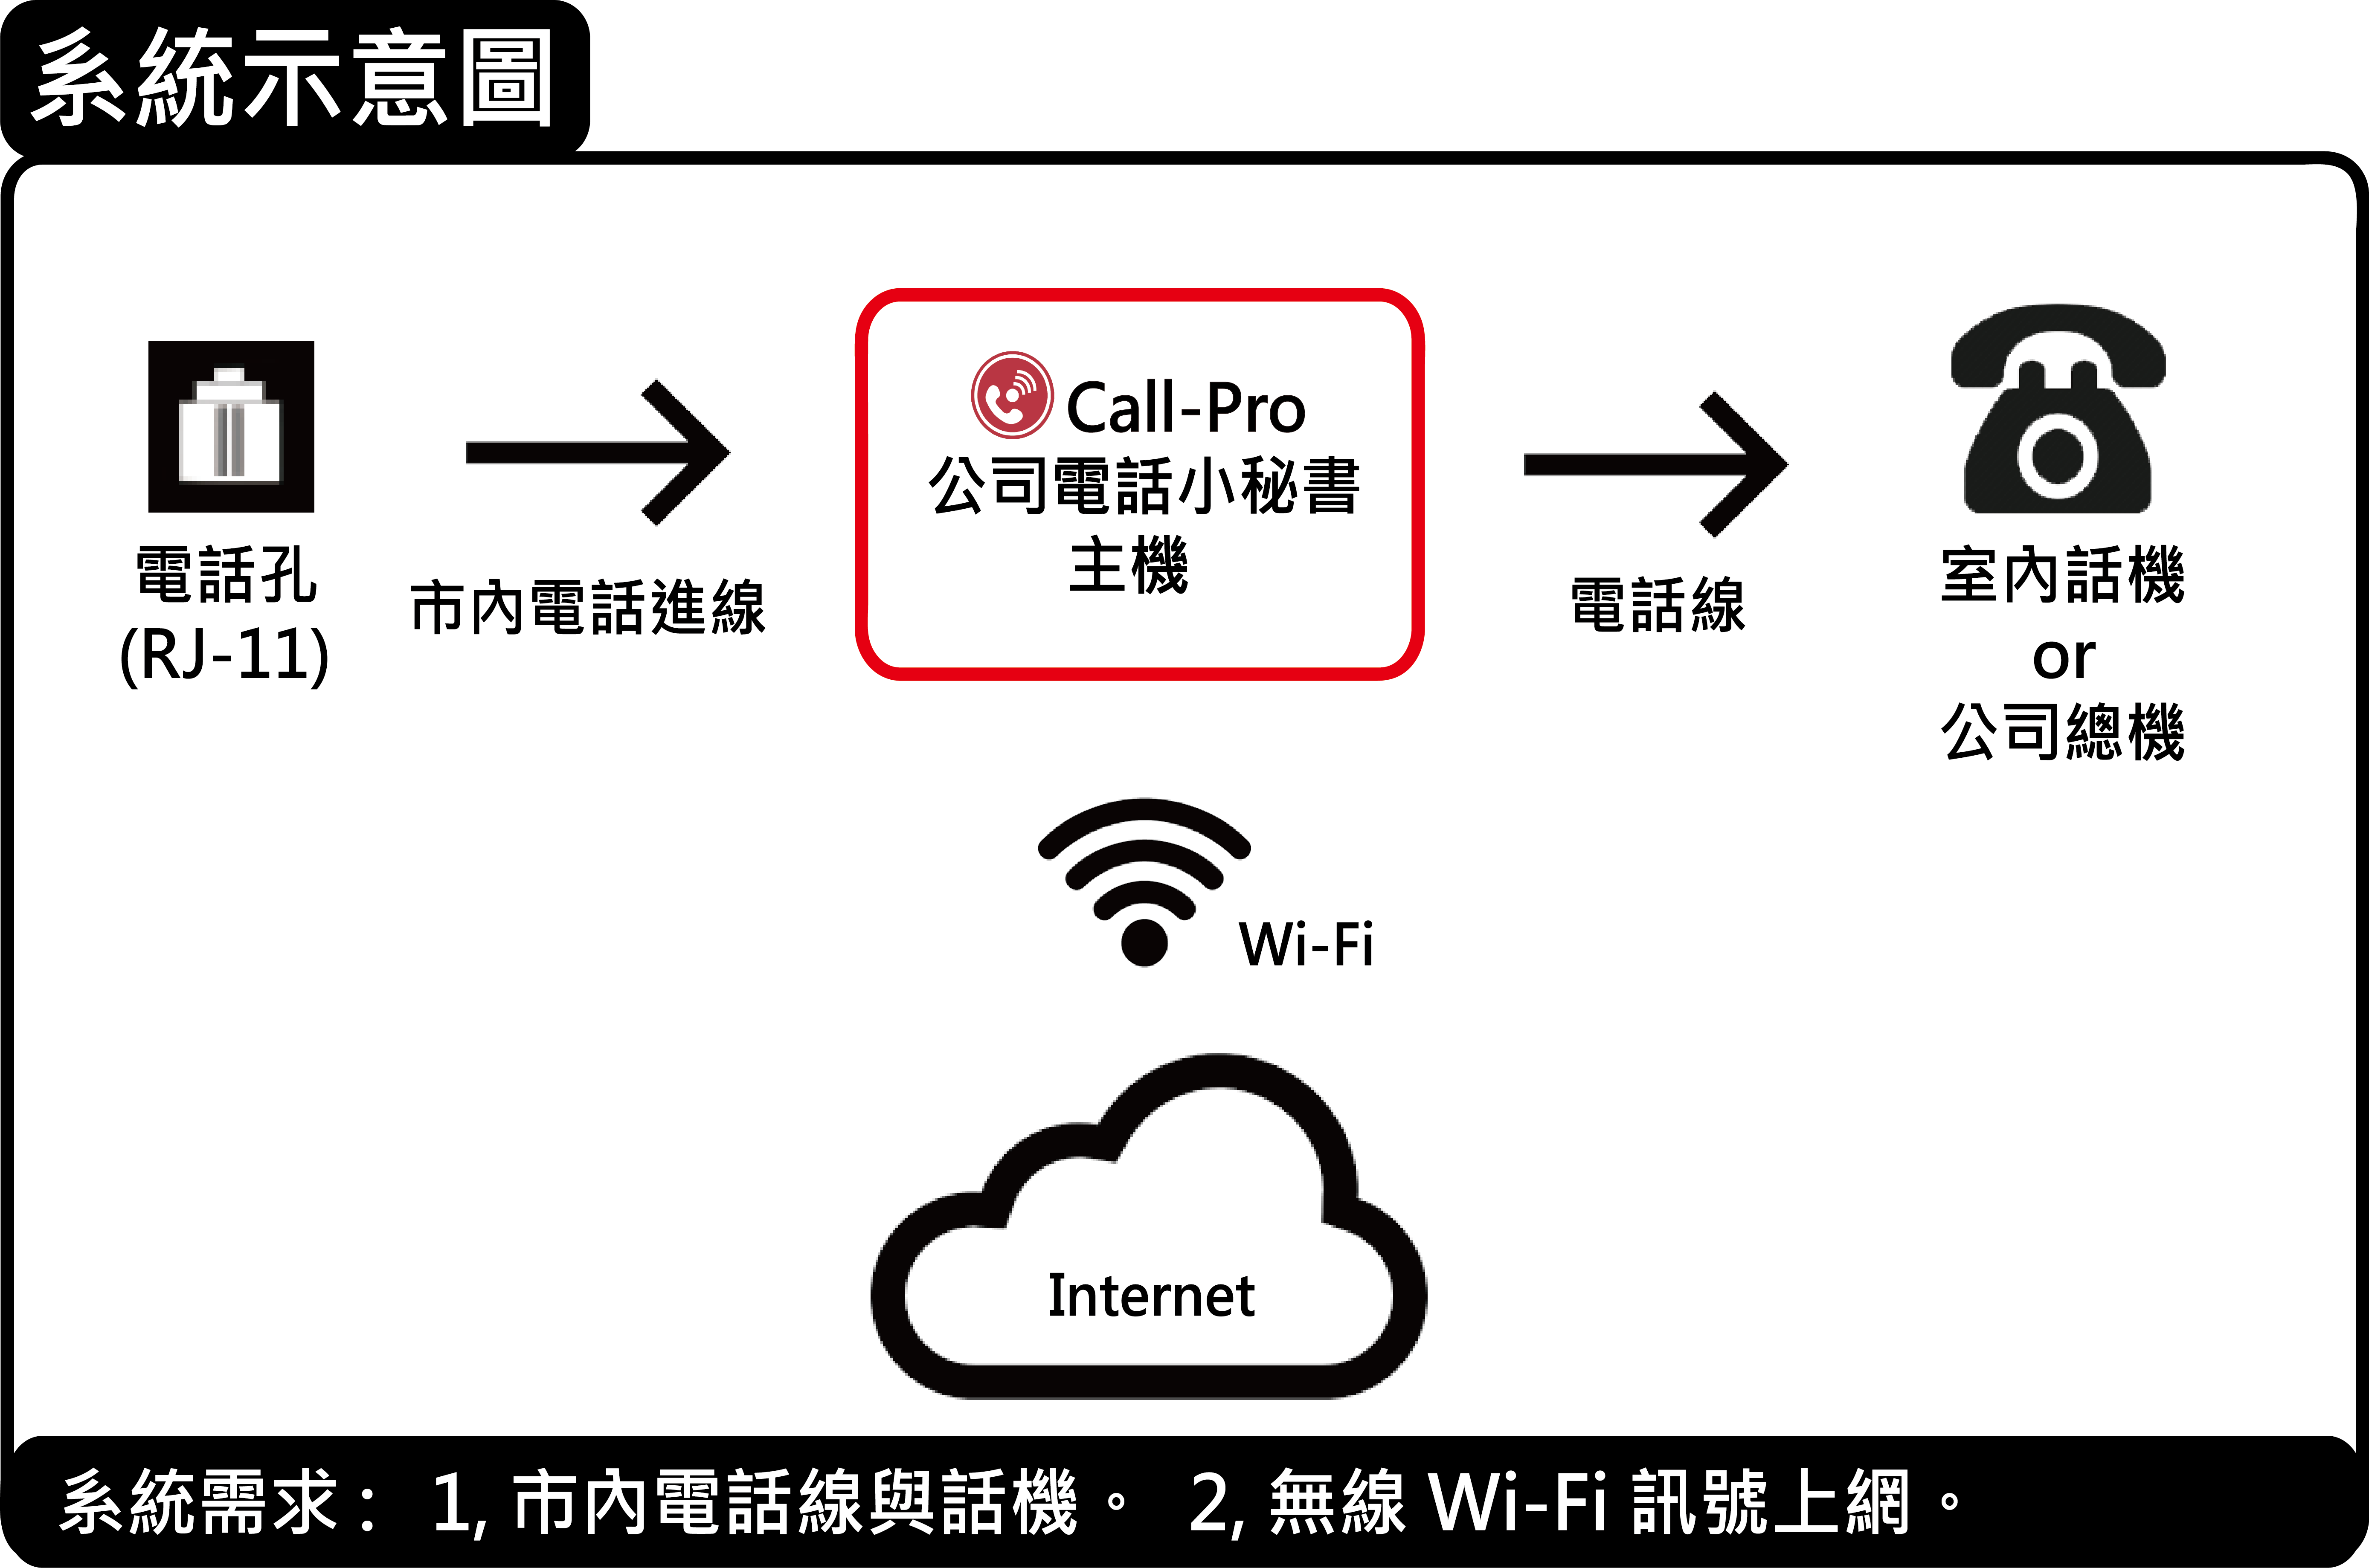 系統示意圖
電話孔
(RJ-11)
市內電話進線
Call-Pro
公司電話小秘書
主機
電話線
室內話機
or
公司總機
Wi-Fi
Internet
系統需求： 1, 市內電話線與話機。 2, 無線 Wi-Fi 訊號上網。